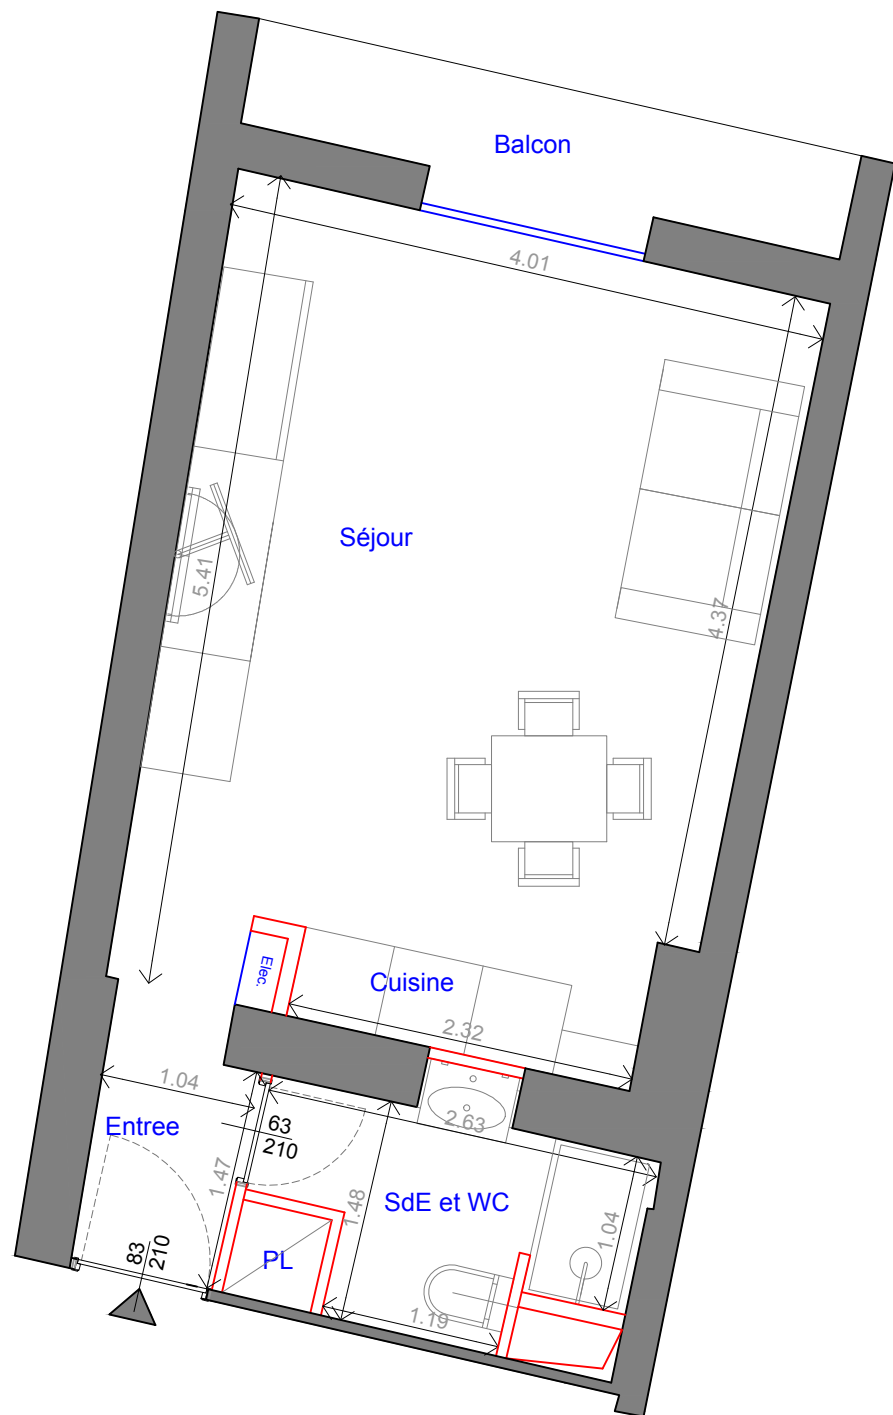 Balcon
4.01
Séjour
5.41
4.37
Elec.
Cuisine
2.32
1.04
Entree
63
210
2.63
1.47
1.48
SdE et WC
1.04
PL
83
210
1.19